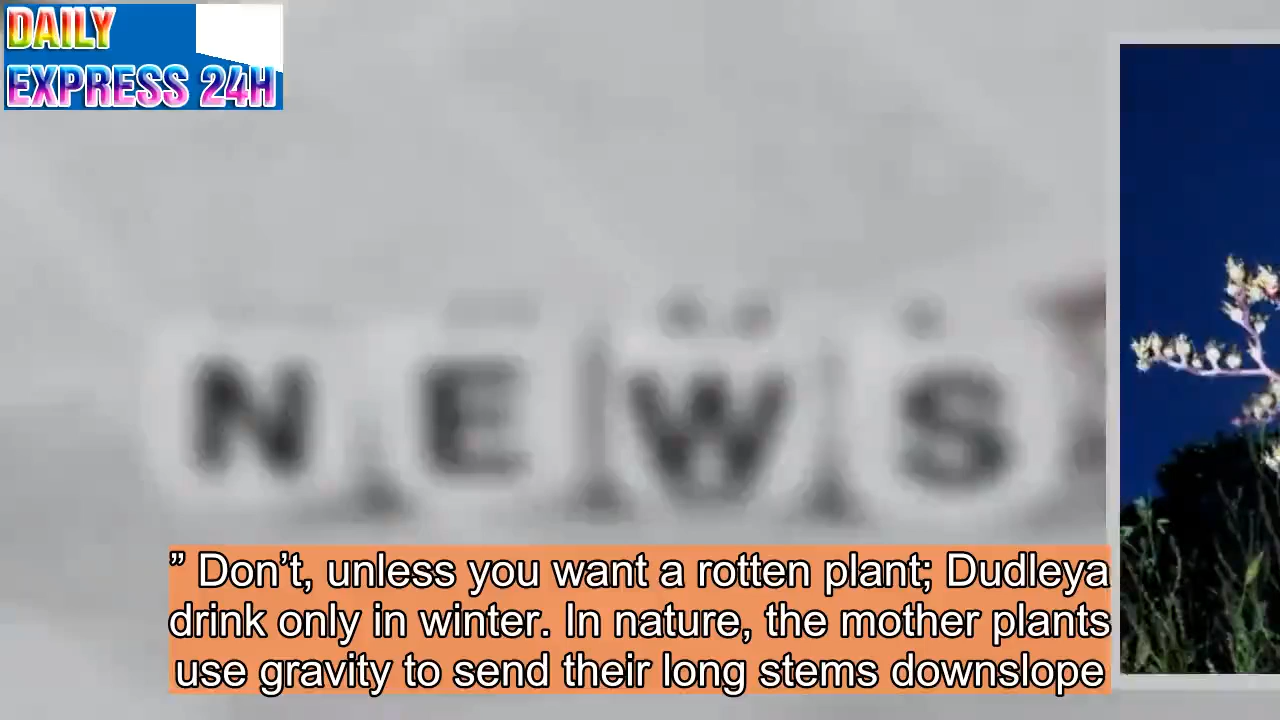 DAILY
EXPRESS 24H
NEWS
” Don’t, unless you want a rotten plant; Dudleya
drink only in winter. In nature, the mother plants
use gravity to send their long stems downslope